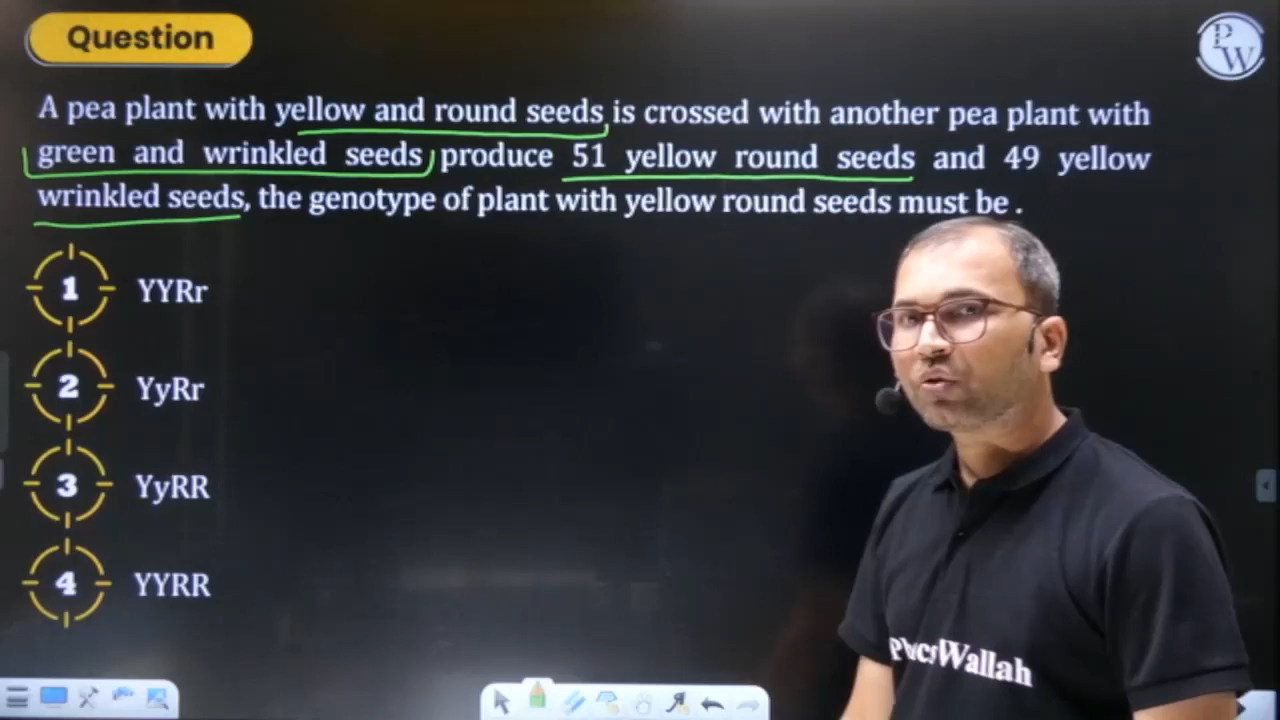 Question
P
W
A pea plant with yellow and round seeds is crossed with another pea plant with
green and wrinkled seeds produce 51 yellow round seeds and 49 yellow
wrinkled seeds, the genotype of plant with yellow round seeds must be .
1 YYRr
2 YyRr
3 YyRR
4 YYRR
Wallah